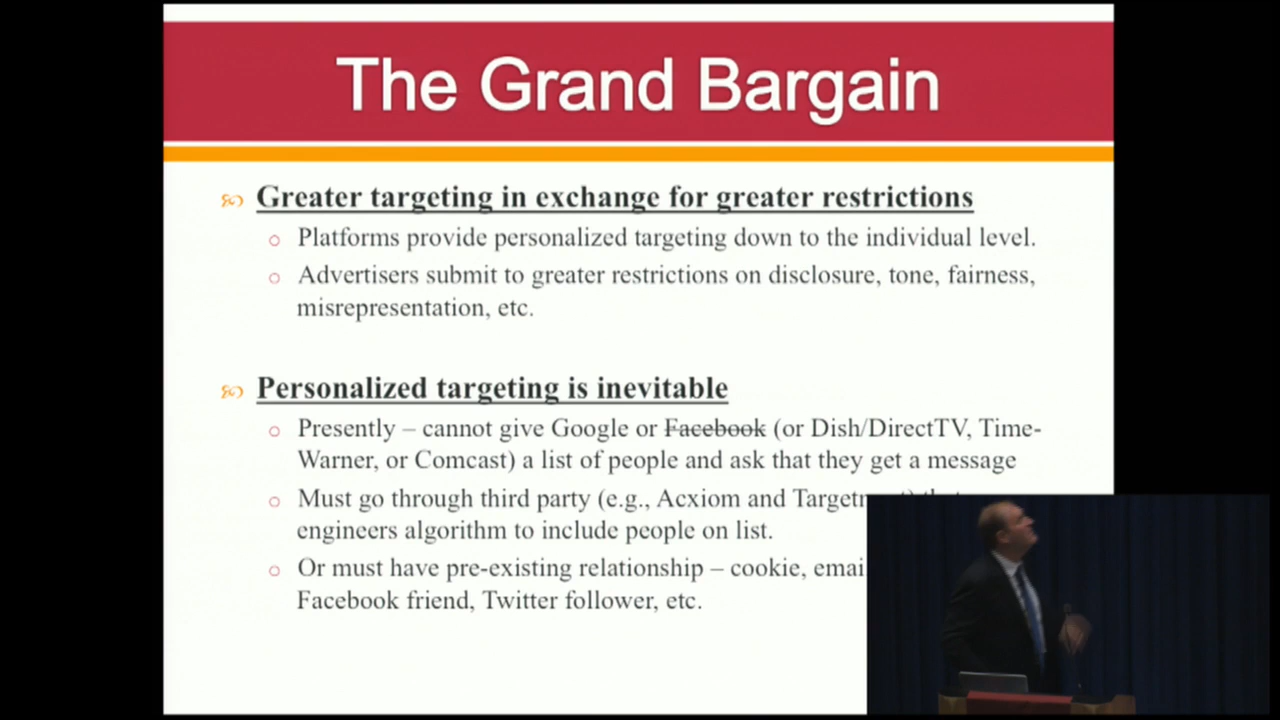 The Grand Bargain
Greater targeting in exchange for greater restrictions
Platforms provide personalized targeting down to the individual level.
Advertisers submit to greater restrictions on disclosure, tone, fairness,
misrepresentation, etc.
Personalized targeting is inevitable
Presently – cannot give Google or Facebook (or Dish/DirectTV, Time-
Warner, or Comcast) a list of people and ask that they get a message
Must go through third party (e.g., Acxiom and
engineers algorithm to include people on list.
Or must have pre-existing relationship – cookie,
Facebook friend, Twitter follower, etc.